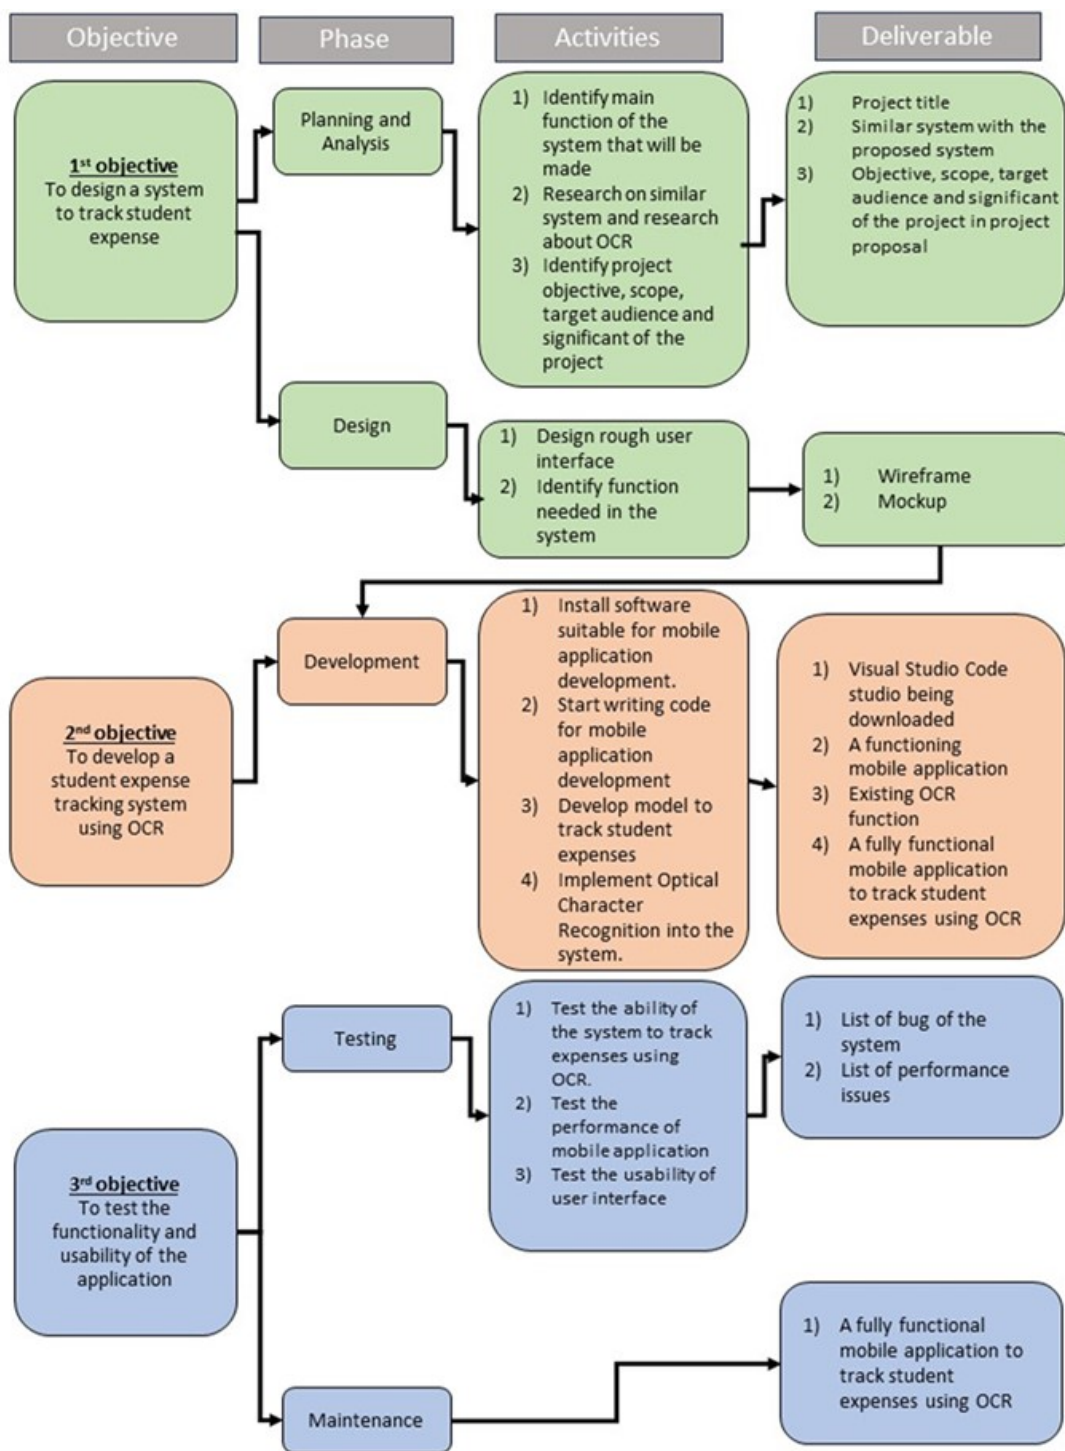 Objective
Phase
Activities
Deliverable
1st objective
To design a system
to track student
expense
Planning and
Analysis
1) Identify main
function of the
system that will be
made
2) Research on similar
system and research
about OCR
3) Identify project
objective, scope,
target audience and
significant of the
project
1) Project title
2) Similar system with the
proposed system
3) Objective, scope, target
audience and significant
of the project in project
proposal
Design
1) Design rough user
interface
2) Identify function
needed in the
system
1) Wireframe
2) Mockup
2nd objective
To develop a
student expense
tracking system
using OCR
Development
1) Install software
suitable for mobile
application
development.
2) Start writing code
for mobile
application
development
3) Develop model to
track student
expenses
4) Implement Optical
Character
Recognition into the
system.
1) Visual Studio Code
studio being
downloaded
2) A functioning
mobile application
3) Existing OCR
function
4) A fully functional
mobile application
to track student
expenses using OCR
3rd objective
To test the
functionality and
usability of the
application
Testing
1) Test the ability of
the system to track
expenses using
OCR.
2) Test the
performance of
mobile application
3) Test the usability of
user interface
1) List of bug of the
system
2) List of performance
issues
Maintenance
1) A fully functional
mobile application to
track student
expenses using OCR